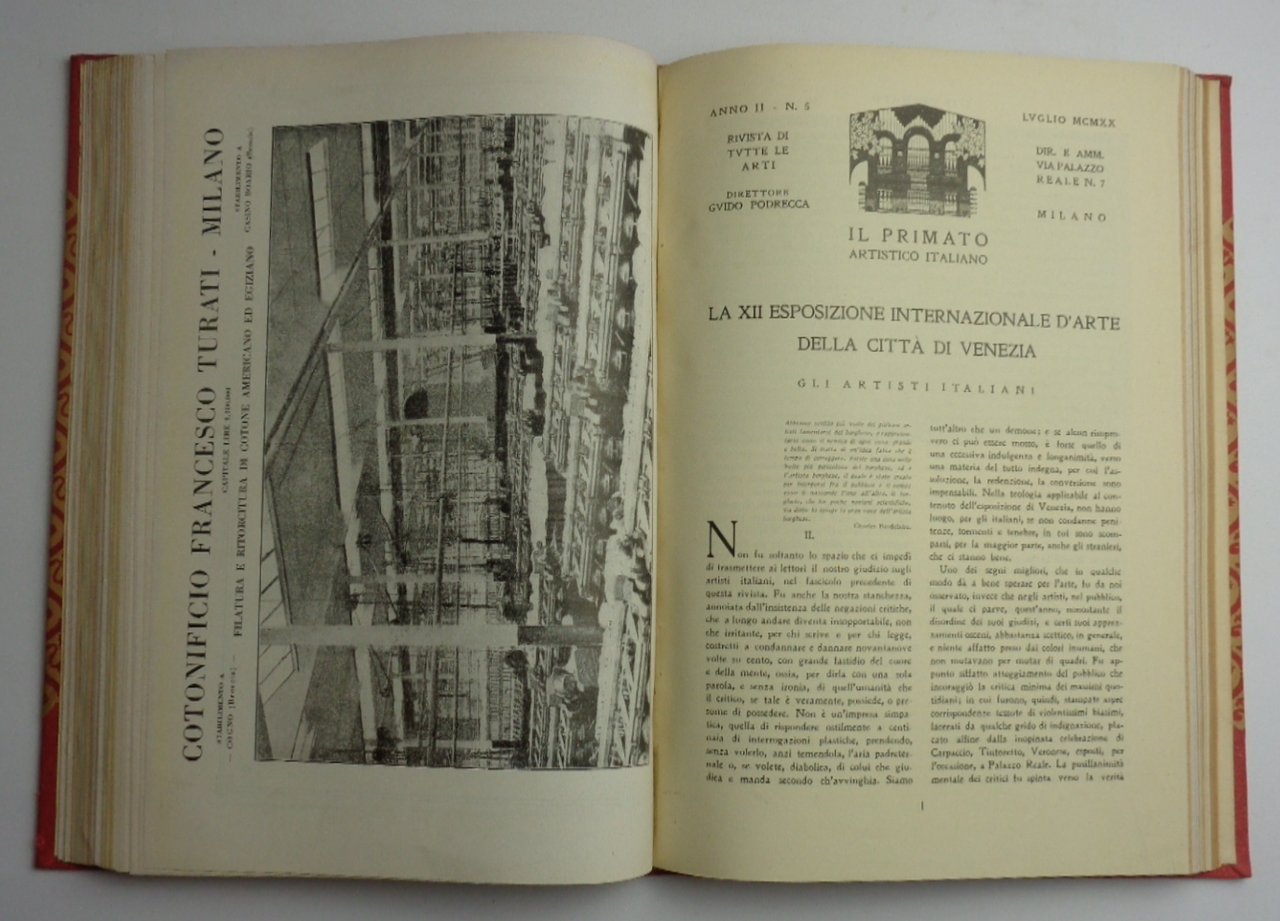 COTONIFICIO FRANCESCO TURATI - MILANO
CAPITALE LIRE
FILATURA E RITORCITURA DI COTONE AMERICANO ED EGIZIANO
STABILIMENTO A
— COGNO (Brescia) —
STABILIMENTO A
CASINO BOARIO (Brescia)
ANNO II - N. 5
RIVISTA DI
TVTTE LE
ARTI
DIRETTORE
GVIDO PODRECCA
LVGLIO MCMXX
DIR. E AMM.
VIA PALAZZO
REALE N. 7
MILANO
IL PRIMATO
ARTISTICO ITALIANO
LA XII ESPOSIZIONE INTERNAZIONALE D'ARTE
DELLA CITTÀ DI VENEZIA
GLI ARTISTI ITALIANI
II.
Non fu soltanto lo spazio che ci impedì
di trasmettere ai lettori il nostro giudizio sugli
artisti italiani, nel fascicolo precedente di
questa rivista. Fu anche la nostra stanchezza,
annoiata dall'insistenza delle negazioni critiche,
che a lungo andare diventa insopportabile, non
che irritante, per chi scrive e per chi legge,
costretti a condannare e dannare novantanove
volte su cento, con grande fastidio del cuore
e della mente, ossia, per dirla con una sola
parola, e senza ironia, di quell'umanità che
il critico, se tale è veramente, possiede, o pre-
sume di possedere. Non è un'impresa simpa-
tica, quella di rispondere ostilmente a centi-
naia di interrogazioni plastiche, prendendo,
senza volerlo, anzi temendola, l'aria padreter-
nale o, se volete, diabolica, di colui che giu-
dica e manda secondo ch'avvinghia. Siamo
tutt'altro che un demone; e se alcun rimpro-
vero ci può essere mosso, è forse quello di
una eccessiva indulgenza e longanimità, verso
una materia del tutto indegna, per cui l'as-
soluzione, la redenzione, la conversione sono
impensabili. Nella teologia applicabile al con-
tenuto dell'esposizione di Venezia, non hanno
luogo, per gli italiani, se non condanne peni-
tenze, tormenti e tenebre, in cui sono scom-
parsi, per la maggior parte, anche gli stranieri,
che ci stanno bene.
Uno dei segni migliori, che in qualche
modo dà a bene sperare per l'arte, fu da noi
osservato, invece che negli artisti, nel pubblico,
il quale ci parve, quest'anno, nonostante il
disordine dei suoi giudizi, e certi suoi apprez-
zamenti osceni, abbastanza scettico, in generale,
e niente affatto preso dai colori inumani, che
non mutavano per mutar di quadri. Fu ap-
punto siffatto atteggiamento del pubblico che
incoraggiò la critica minima dei massimi quo-
tidiani; in cui furono, quindi, stampate aspre
corrispondenze tessute di violentissimi biasimi,
lacerati da qualche grido di indignazione, pla-
cato alfine dalla inopinata celebrazione di
Carpaccio, Tintoretto, Veronese, esposti, per
l'occasione, a Palazzo Reale. La pusillanimità
mentale dei critici fu spinta verso la verità
1